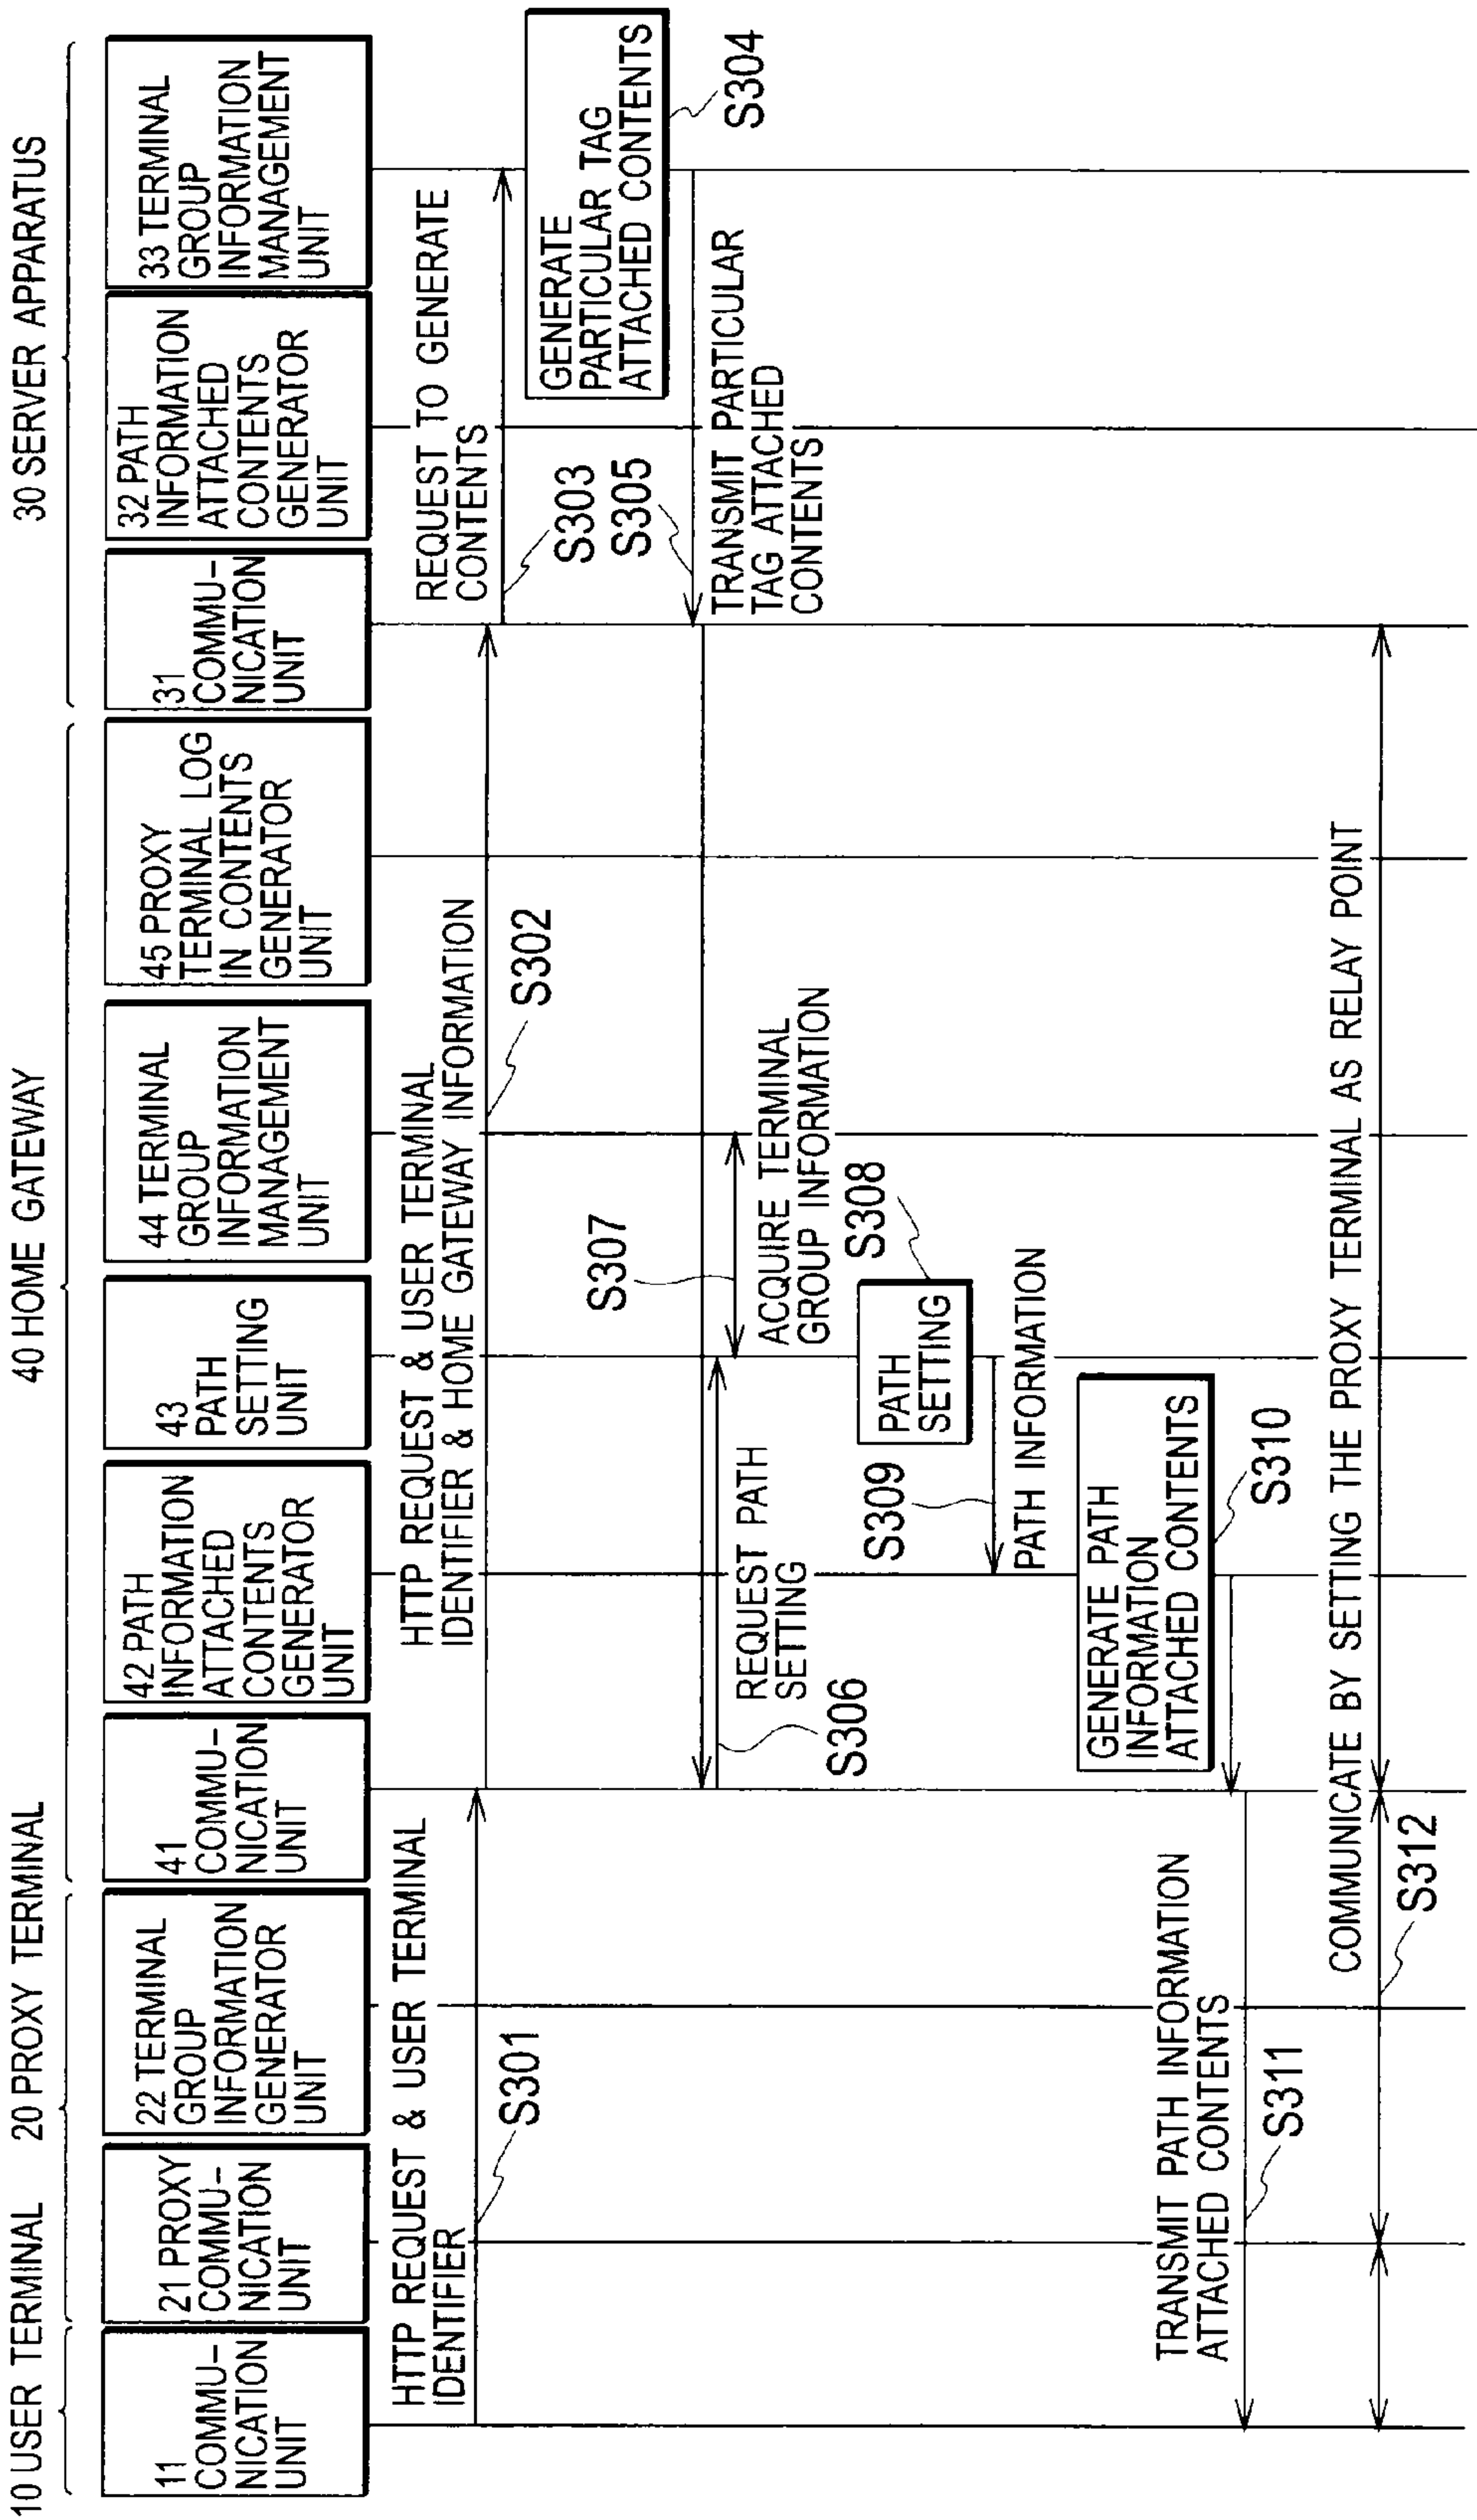 10 USER TERMINAL
20 PROXY TERMINAL
40 HOME GATEWAY
30 SERVER APPARATUS
11
COMMU-
NICATION
UNIT
21 PROXY
COMMU-
NICATION
UNIT
22 TERMINAL
GROUP
INFORMATION
GENERATOR
UNIT
41
COMMU-
NICATION
UNIT
42 PATH
INFORMATION
ATTACHED
CONTENTS
GENERATOR
UNIT
43
PATH
SETTING
UNIT
44 TERMINAL
GROUP
INFORMATION
MANAGEMENT
UNIT
45 PROXY
TERMINAL LOG
IN CONTENTS
GENERATOR
UNIT
31
COMMU-
NICATION
UNIT
32 PATH
INFORMATION
ATTACHED
CONTENTS
GENERATOR
UNIT
33 TERMINAL
GROUP
INFORMATION
MANAGEMENT
UNIT
HTTP REQUEST & USER TERMINAL
IDENTIFIER
S301
HTTP REQUEST & USER TERMINAL
IDENTIFIER & HOME GATEWAY INFORMATION
S302
REQUEST TO GENERATE
CONTENTS
S303
GENERATE
PARTICULAR TAG
ATTACHED CONTENTS
S304
S305
TRANSMIT PARTICULAR
TAG ATTACHED
CONTENTS
REQUEST PATH
SETTING
S306
S307
ACQUIRE TERMINAL
GROUP INFORMATION
S308
PATH
SETTING
S309
PATH INFORMATION
GENERATE PATH
INFORMATION
ATTACHED CONTENTS
S310
TRANSMIT PATH INFORMATION
ATTACHED CONTENTS
S311
COMMUNICATE BY SETTING THE PROXY TERMINAL AS RELAY POINT
S312